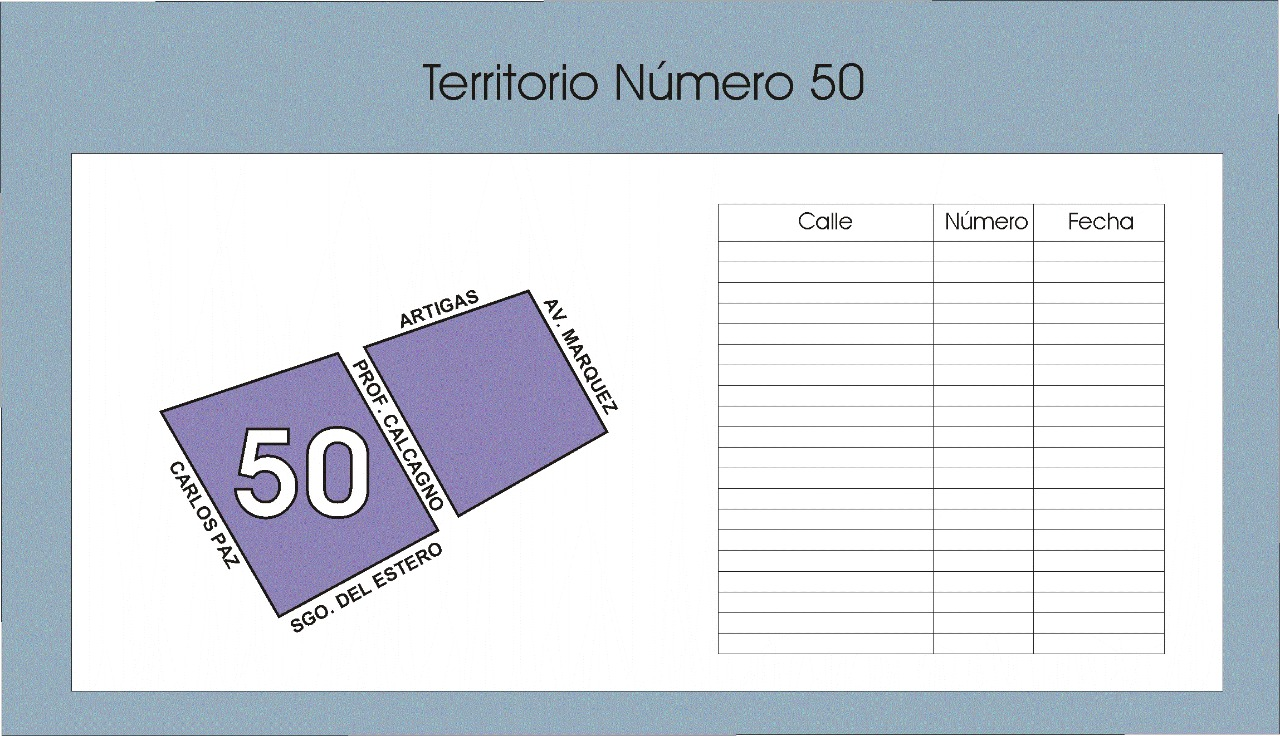 Territorio Número 50
ARTIGAS
AV. MARQUEZ
PROF. CALCAGNO
50
CARLOS PAZ
SGO. DEL ESTERO
Calle Número Fecha